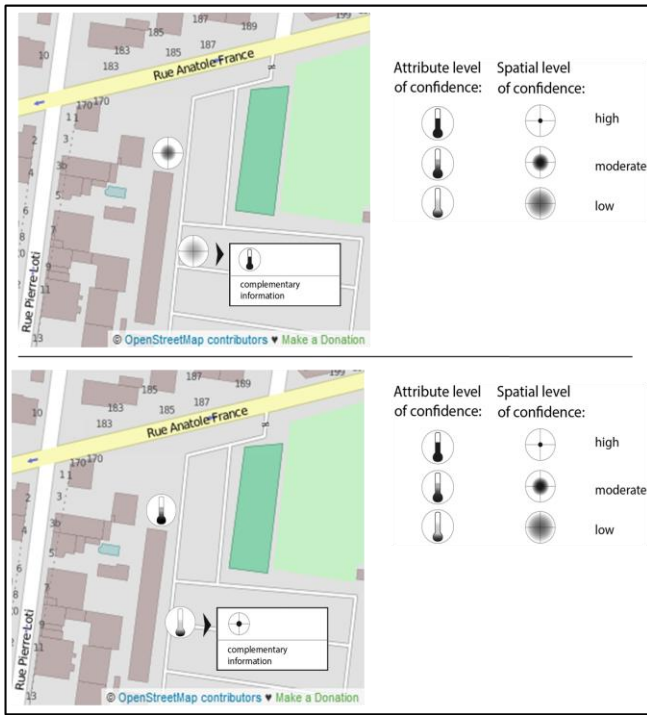 199
185
187
189
10
183
185
187
183
Rue Anatole France
170
170
1
1
2
3
4
3b
5
6
7
8
10
9
11
Rue Pierre Loti
13
complementary
information
© OpenStreetMap contributors ♥ Make a Donation
Attribute level
of confidence:
Spatial level
of confidence:
high
moderate
low
187
189
10
183
185
187
183
Rue Anatole France
170
170
1
1
2
3
4
3b
5
6
7
8
10
9
11
Rue Pierre Loti
13
complementary
information
© OpenStreetMap contributors ♥ Make a Donation
Attribute level
of confidence:
Spatial level
of confidence:
high
moderate
low